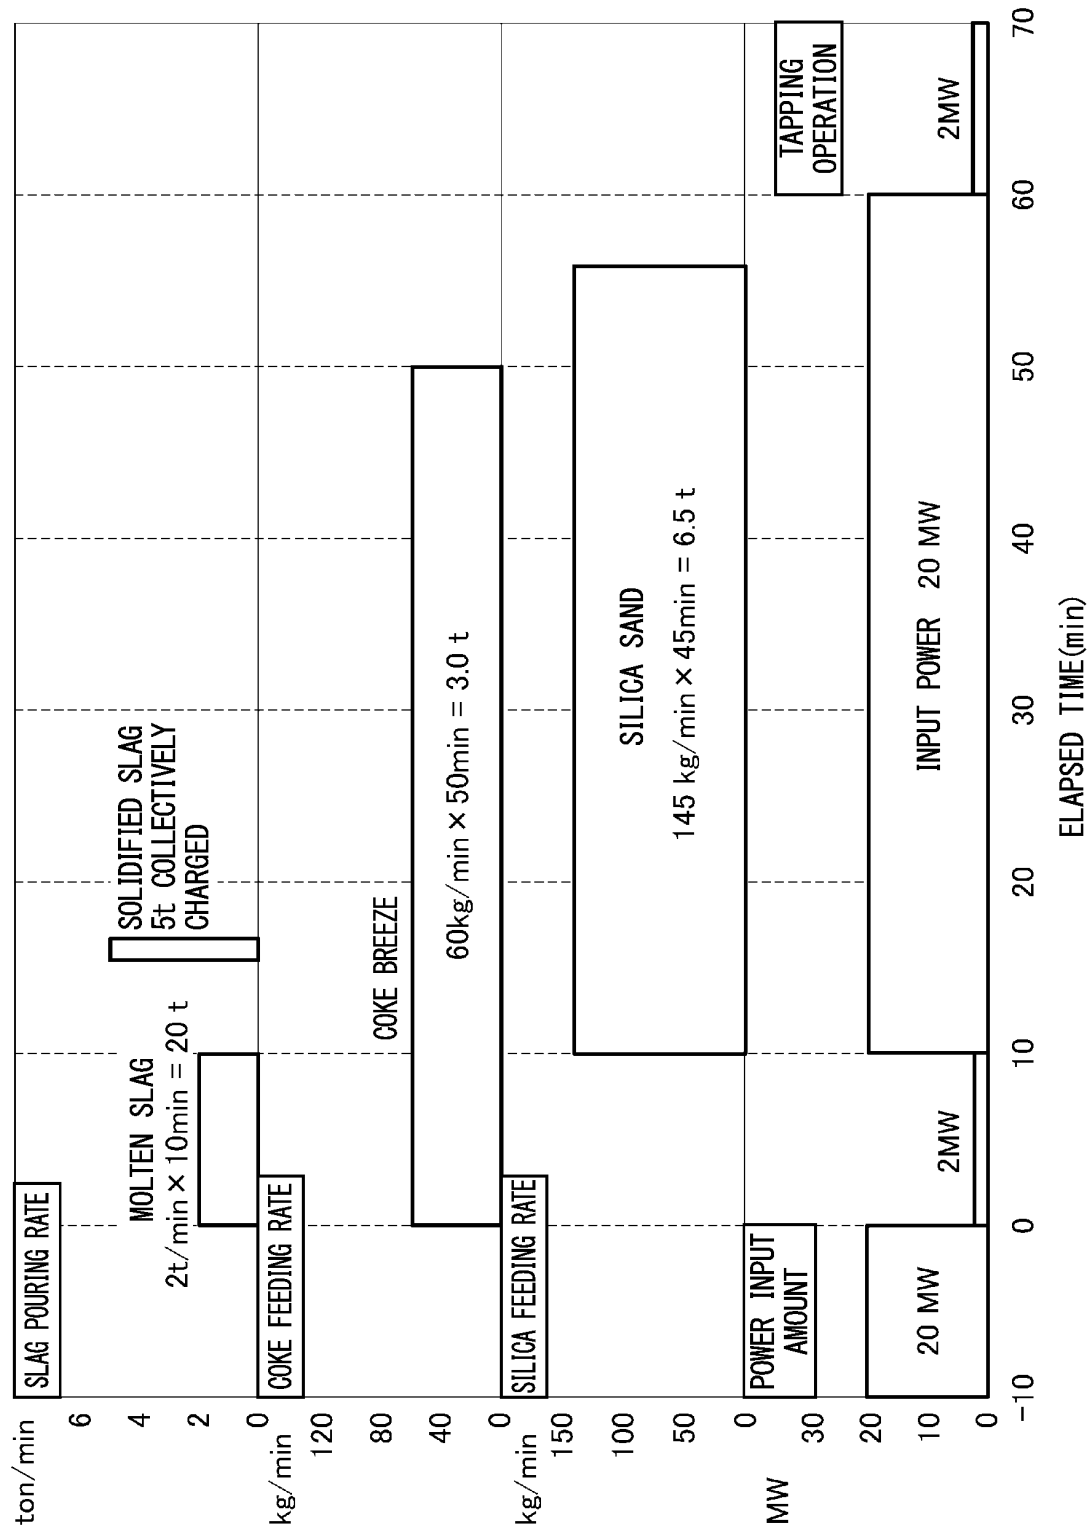 ton/min
SLAG POURING RATE
6
4
2
0
MOLTEN SLAG
2t/min×10min = 20 t
SOLIDIFIED SLAG
5t COLLECTIVELY
CHARGED
kg/min
COKE FEEDING RATE
120
80
40
0
COKE BREEZE
60kg/min×50min = 3.0 t
kg/min
SILICA FEEDING RATE
150
100
50
0
SILICA SAND
145 kg/min×45min = 6.5 t
MW
POWER INPUT
AMOUNT
30
20
10
0
20 MW
2MW
INPUT POWER 20 MW
TAPPING
OPERATION
2MW
-10
0
10
20
30
40
50
60
70
ELAPSED TIME(min)